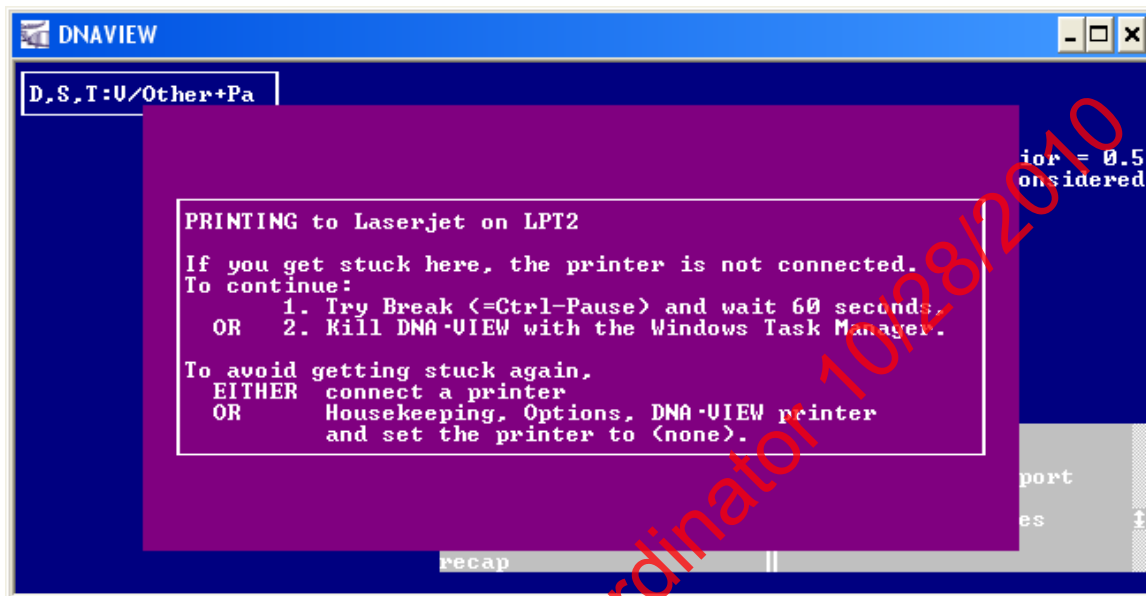 DNAVIEW
D,S,T:V/Other+Pa
ior = 0.5
onsidered
PRINTING to Laserjet on LPT2
If you get stuck here, the printer is not connected.
To continue:
1. Try Break (=Ctrl-Pause) and wait 60 seconds,
OR 2. Kill DNA·VIEW with the Windows Task Manager.
To avoid getting stuck again,
EITHER connect a printer
OR Housekeeping, Options, DNA·VIEW printer
and set the printer to (none).
port
es
recap
rdinator 10/28/2010